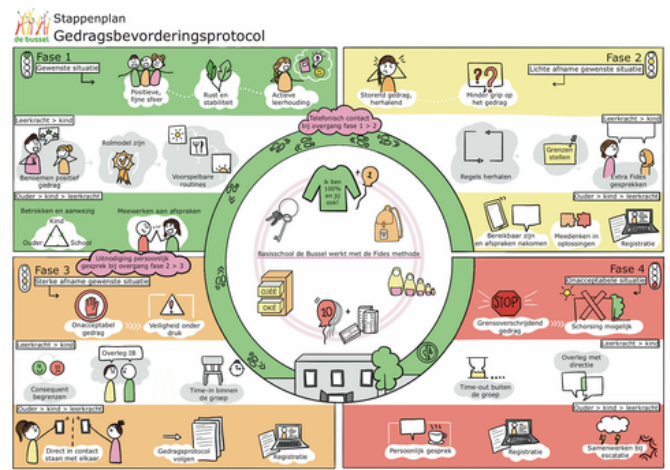 de bussel
Stappenplan
Gedragsbevorderingsprotocol
Fase 1
Gewenste situatie
Positieve,
fijne sfeer
Rust en
stabiliteit
Actieve
leerhouding
Leerkracht > kind
Benoemen positief
gedrag
Rolmodel zijn
Voorspelbare
routines
Ouder > kind > leerkracht
Betrokken en aanwezig
Kind
Ouder
School
Meewerken aan afspraken
Fase 2
Lichte afname gewenste situatie
Storend gedrag,
herhalend
??
Minder grip op
het gedrag
Leerkracht > kind
Regels herhalen
Grenzen
stellen
Extra Fides
gesprekken
Ouder > kind > leerkracht
Bereikbaar zijn
en afspraken nakomen
Meedenken in
oplossingen
Registratie
Telefonisch contact
bij overgang fase 1 > 2
Ik ben
100%
en jij
ook!
1
Basisschool de Bussel werkt met de Fides methode
OKÉ
10
Uitnodiging persoonlijk
gesprek bij overgang fase 2 > 3
Fase 3
Sterke afname gewenste situatie
Onacceptabel
gedrag
Veiligheid onder
druk
Leerkracht > kind
Consequent
begrenzen
Overleg IB
Time-in binnen
de groep
Ouder > kind > leerkracht
Direct in contact
staan met elkaar
Gedragsprotocol
volgen
Registratie
Fase 4
Onacceptabele situatie
STOP
Grensoverschrijdend
gedrag
Schorsing mogelijk
Leerkracht > kind
Time-out buiten
de groep
Overleg met
directie
Ouder > kind > leerkracht
Persoonlijk gesprek
Registratie
Samenwerken bij
escalatie